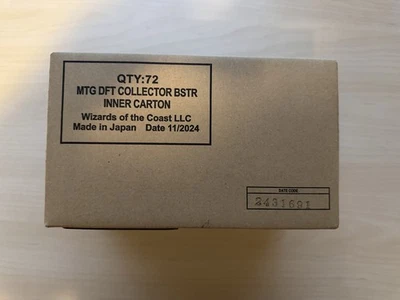 QTY:72
MTG DFT COLLECTOR BSTR
INNER CARTON
Wizards of the Coast LLC
Made in Japan Date 11/2024
DATE CODE
2431691